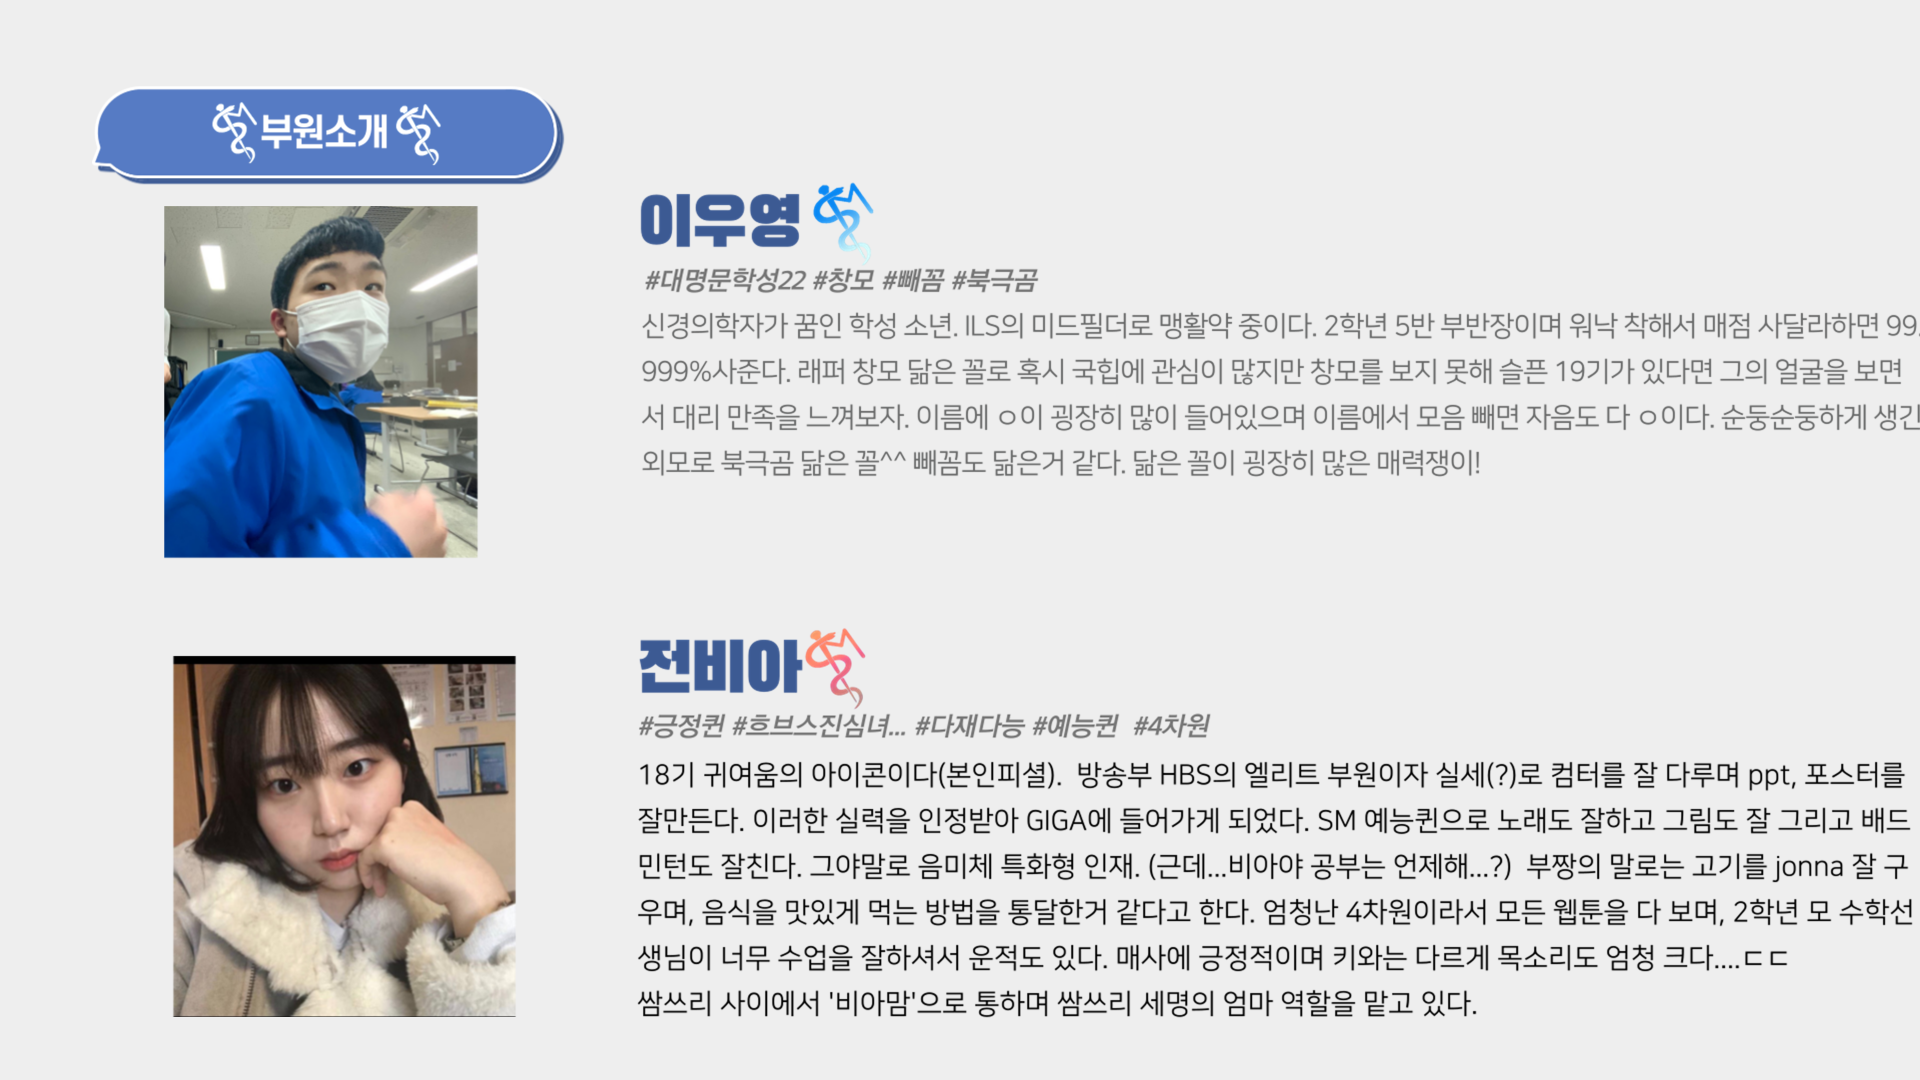 부원소개
이우영
#대명문학성22 #창모 #빼꼼 #북극곰
신경의학자가 꿈인 학성 소년. ILS의 미드필더로 맹활약 중이다. 2학년 5반 부반장이며 워낙 착해서 매점 사달라하면 99.
999%사준다. 래퍼 창모 닮은 꼴로 혹시 국힙에 관심이 많지만 창모를 보지 못해 슬픈 19기가 있다면 그의 얼굴을 보면
서 대리 만족을 느껴보자. 이름에 ㅇ이 굉장히 많이 들어있으며 이름에서 모음 빼면 자음도 다 ㅇ이다. 순둥순둥하게 생긴
외모로 북극곰 닮은 꼴^^ 빼꼼도 닮은거 같다. 닮은 꼴이 굉장히 많은 매력쟁이!
전비아
#긍정퀸 #흐브스진심녀... #다재다능 #예능퀸 #4차원
18기 귀여움의 아이콘이다(본인피셜). 방송부 HBS의 엘리트 부원이자 실세(?)로 컴터를 잘 다루며 ppt, 포스터를
잘만든다. 이러한 실력을 인정받아 GIGA에 들어가게 되었다. SM 예능퀸으로 노래도 잘하고 그림도 잘 그리고 배드
민턴도 잘친다. 그야말로 음미체 특화형 인재. (근데...비아야 공부는 언제해...?) 부짱의 말로는 고기를 jonna 잘 구
우며, 음식을 맛있게 먹는 방법을 통달한거 같다고 한다. 엄청난 4차원이라서 모든 웹툰을 다 보며, 2학년 모 수학선
생님이 너무 수업을 잘하셔서 운적도 있다. 매사에 긍정적이며 키와는 다르게 목소리도 엄청 크다....ㄷㄷ
쌈쓰리 사이에서 '비아맘'으로 통하며 쌈쓰리 세명의 엄마 역할을 맡고 있다.